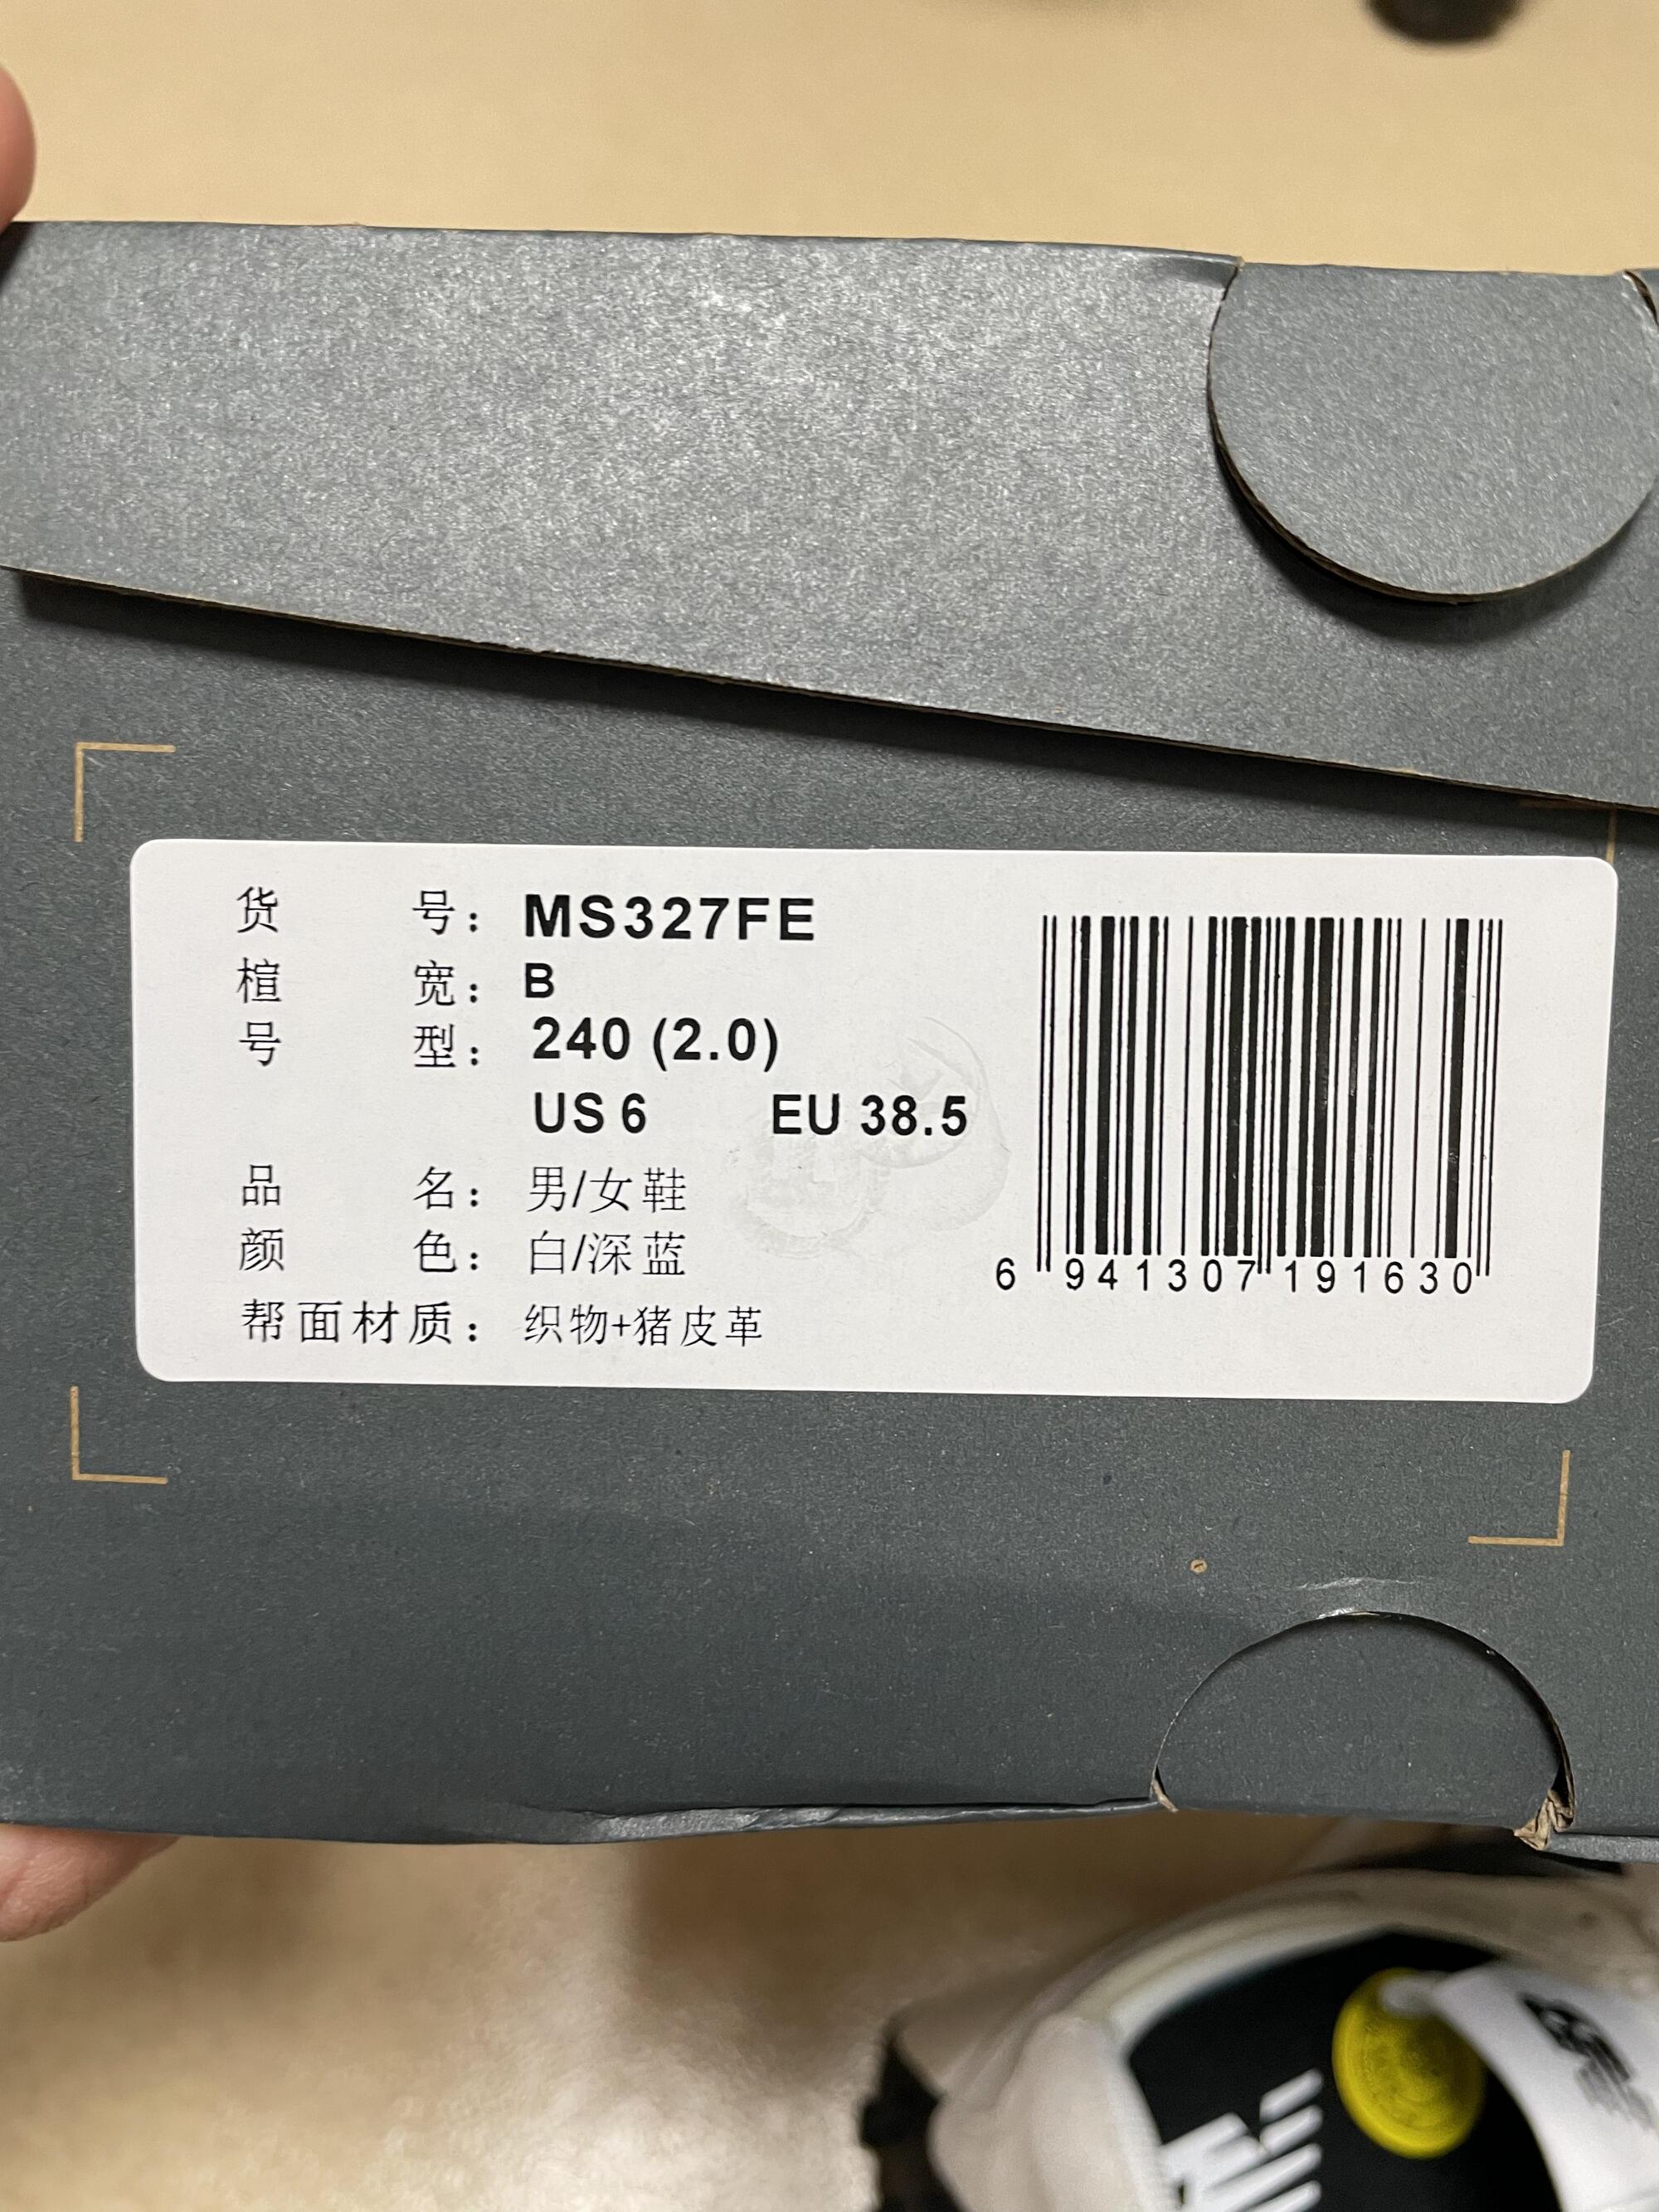 货号：MS327FE
楦宽：B
号型：240 (2.0)
US 6 EU 38.5
品名：男/女鞋
颜色：白/深蓝
帮面材质：织物+猪皮革
6 941307 191630